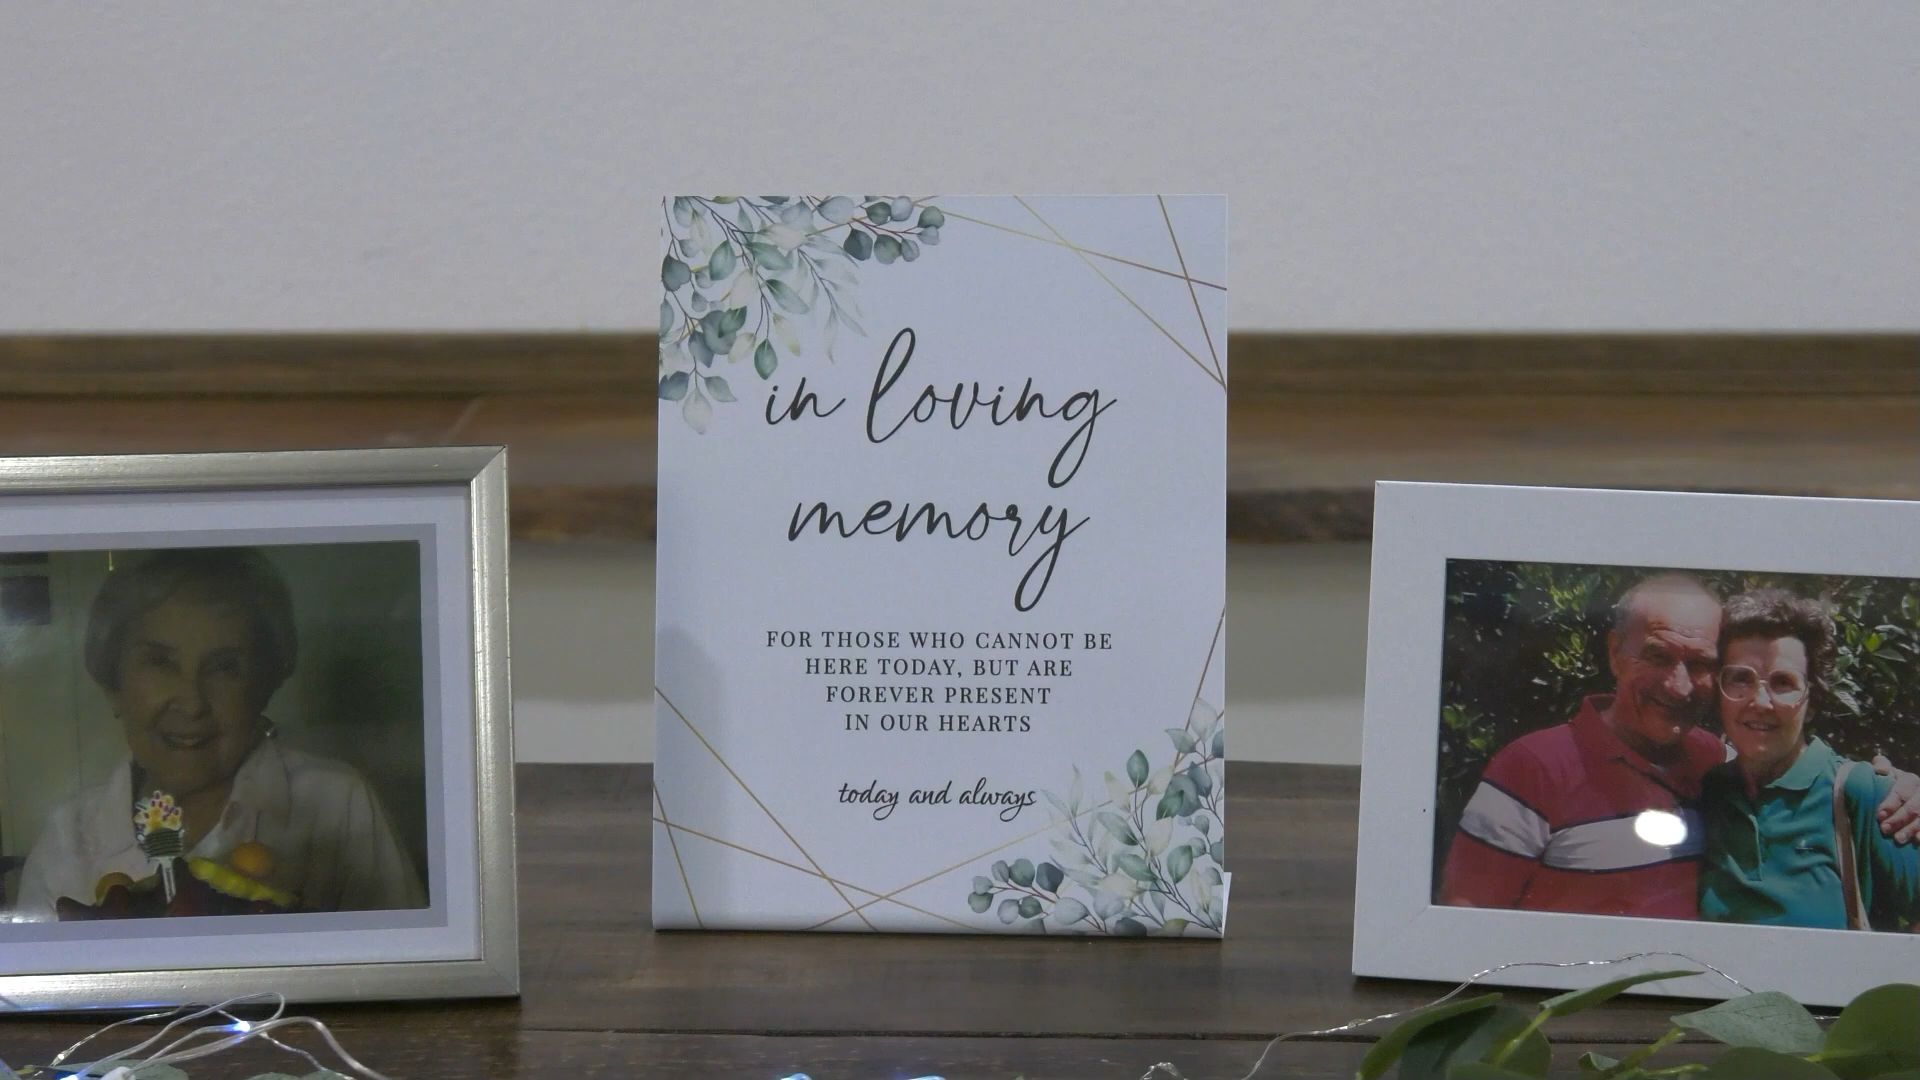 in loving
memory
FOR THOSE WHO CANNOT BE
HERE TODAY, BUT ARE
FOREVER PRESENT
IN OUR HEARTS
today and always